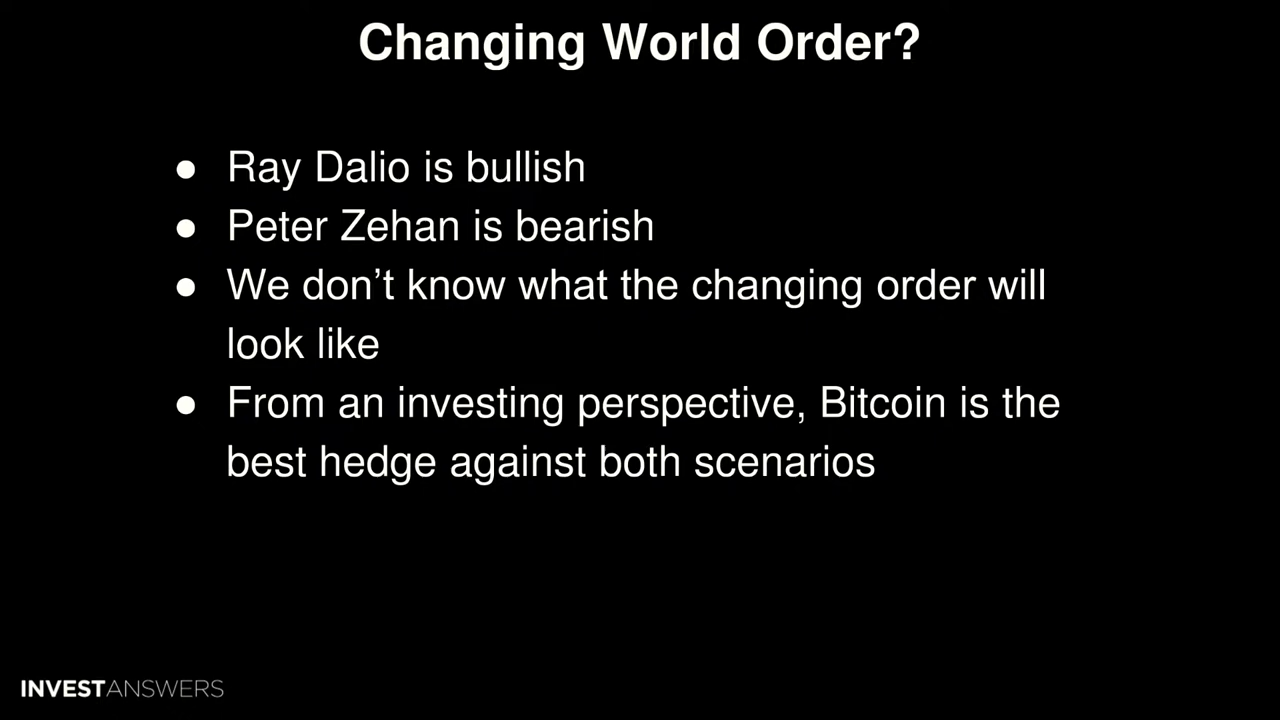 Changing World Order?
● Ray Dalio is bullish
● Peter Zehan is bearish
● We don’t know what the changing order will
look like
● From an investing perspective, Bitcoin is the
best hedge against both scenarios
INVESTANSWERS